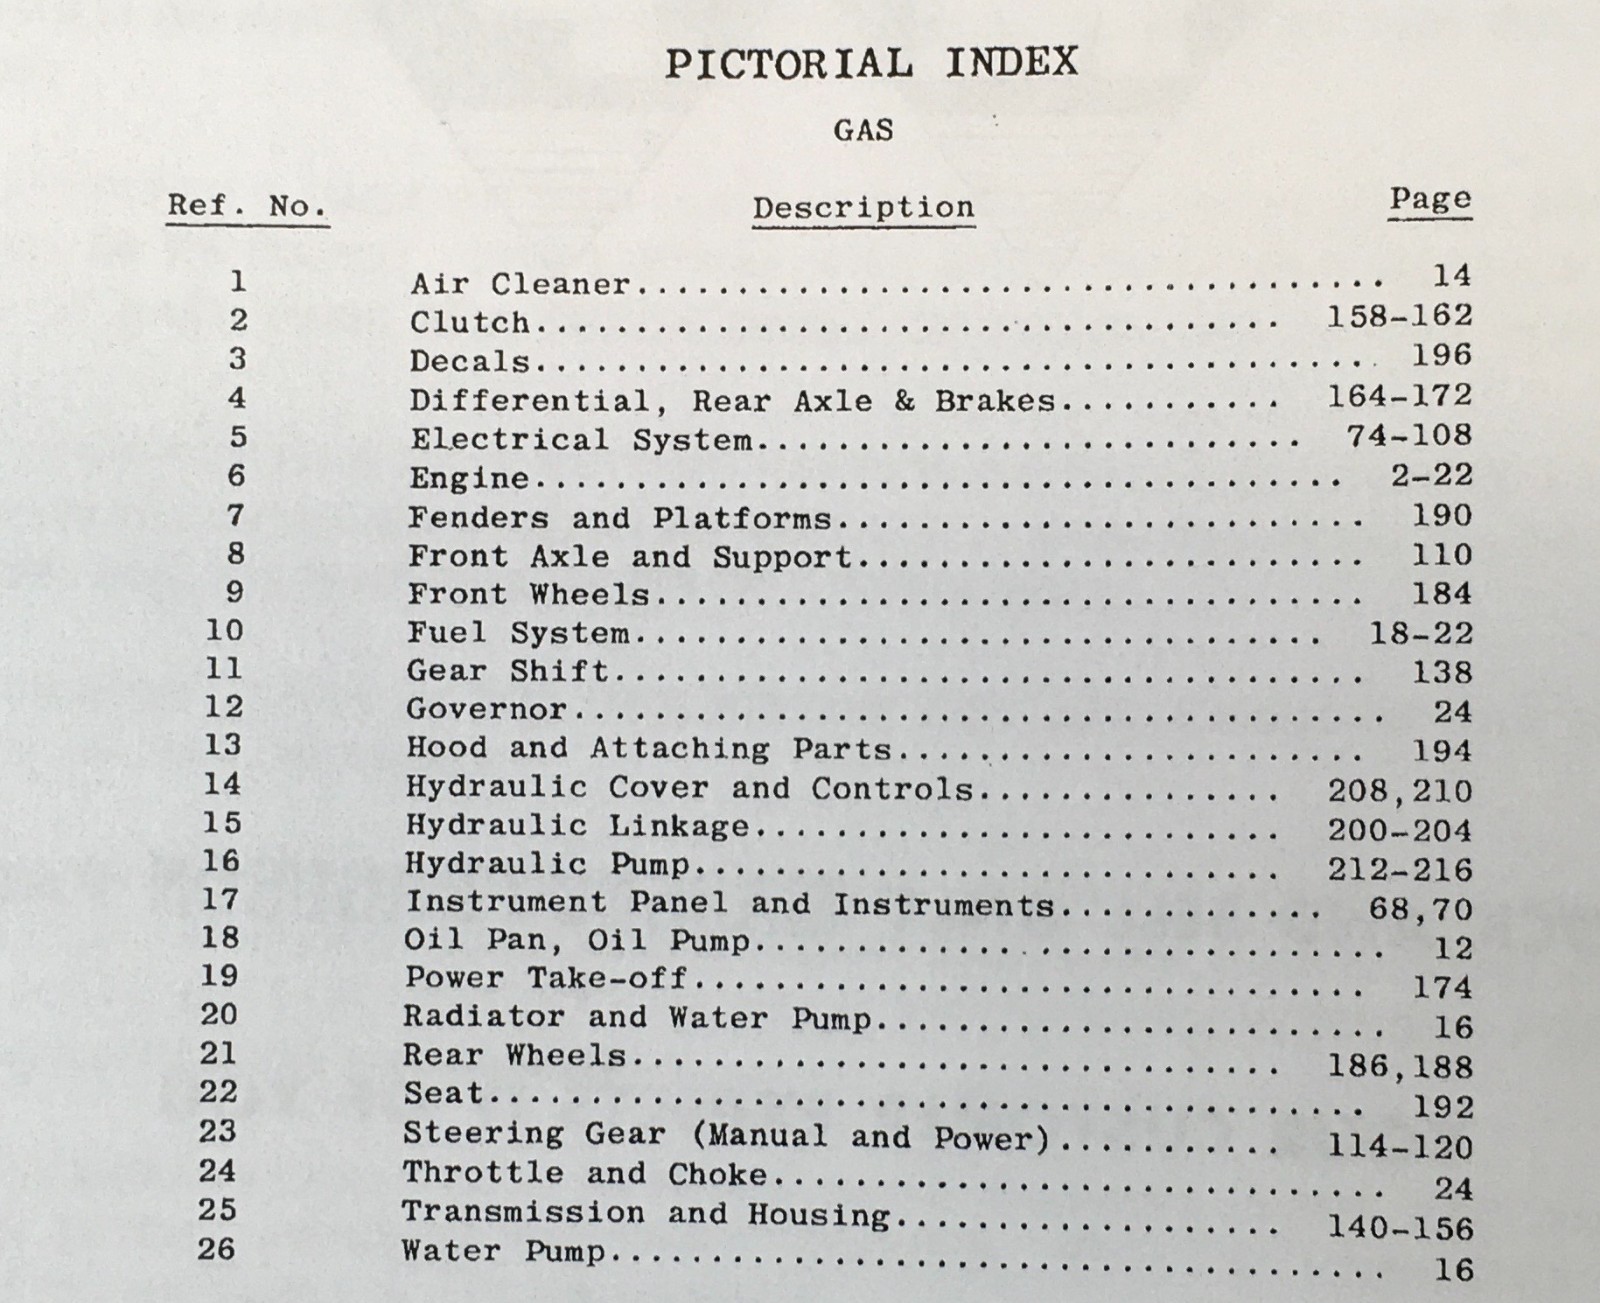 PICTORIAL INDEX
GAS
Ref. No. Description Page
1 Air Cleaner.................................... 14
2 Clutch..................................... 158-162
3 Decals.......................................... 196
4 Differential, Rear Axle & Brakes........... 164-172
5 Electrical System........................... 74-108
6 Engine........................................ 2-22
7 Fenders and Platforms.......................... 190
8 Front Axle and Support......................... 110
9 Front Wheels................................... 184
10 Fuel System................................... 18-22
11 Gear Shift..................................... 138
12 Governor......................................... 24
13 Hood and Attaching Parts....................... 194
14 Hydraulic Cover and Controls............... 208,210
15 Hydraulic Linkage.......................... 200-204
16 Hydraulic Pump............................. 212-216
17 Instrument Panel and Instruments............. 68,70
18 Oil Pan, Oil Pump................................ 12
19 Power Take-off.................................. 174
20 Radiator and Water Pump.......................... 16
21 Rear Wheels................................ 186,188
22 Seat............................................ 192
23 Steering Gear (Manual and Power)........... 114-120
24 Throttle and Choke............................... 24
25 Transmission and Housing................... 140-156
26 Water Pump....................................... 16